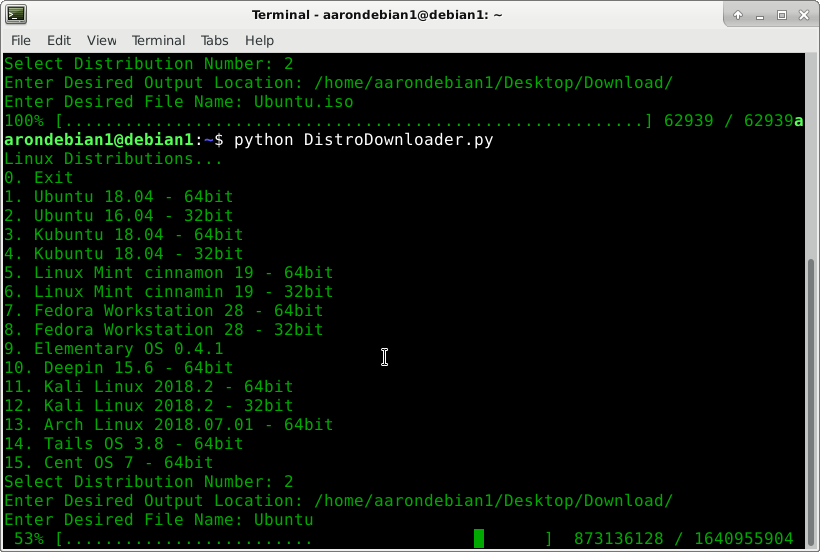 Terminal - aarondebian1@debian1: ~
File Edit View Terminal Tabs Help
Select Distribution Number: 2
Enter Desired Output Location: /home/aarondebian1/Desktop/Download/
Enter Desired File Name: Ubuntu.iso
100% [..........................................................] 62939 / 62939a
arondebian1@debian1:~$ python DistroDownloader.py
Linux Distributions...
0. Exit
1. Ubuntu 18.04 - 64bit
2. Ubuntu 16.04 - 32bit
3. Kubuntu 18.04 - 64bit
4. Kubuntu 18.04 - 32bit
5. Linux Mint cinnamon 19 - 64bit
6. Linux Mint cinnamin 19 - 32bit
7. Fedora Workstation 28 - 64bit
8. Fedora Workstation 28 - 32bit
9. Elementary OS 0.4.1
10. Deepin 15.6 - 64bit
11. Kali Linux 2018.2 - 64bit
12. Kali Linux 2018.2 - 32bit
13. Arch Linux 2018.07.01 - 64bit
14. Tails OS 3.8 - 64bit
15. Cent OS 7 - 64bit
Select Distribution Number: 2
Enter Desired Output Location: /home/aarondebian1/Desktop/Download/
Enter Desired File Name: Ubuntu
53% [.........................                       ] 873136128 / 1640955904